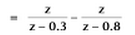 = z/(z − 0.3) - z/(z − 0.8)